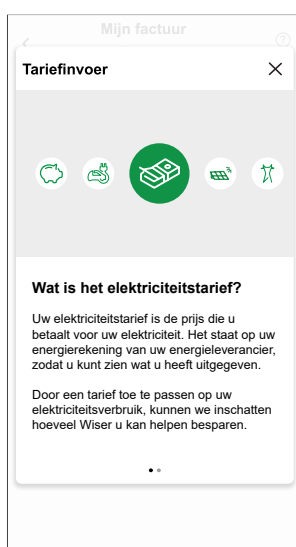 Mijn factuur
Tariefinvoer
Wat is het elektriciteitstarief?
Uw elektriciteitstarief is de prijs die u
betaalt voor uw elektriciteit. Het staat op uw
energierekening van uw energieleverancier,
zodat u kunt zien wat u heeft uitgegeven.
Door een tarief toe te passen op uw
elektriciteitsverbruik, kunnen we inschatten
hoeveel Wiser u kan helpen besparen.